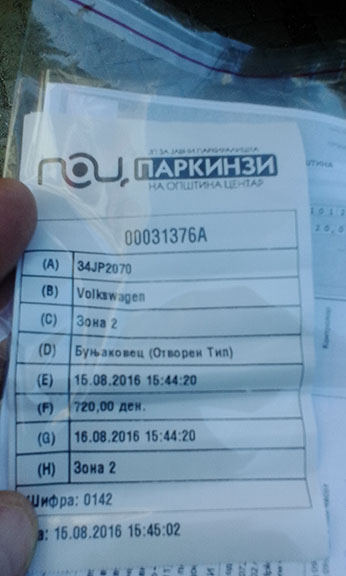 ЈП ЗА ЈАВНИ ПАРКИРАЛИШТА
ПОЦ ПАРКИНЗИ
НА ОПШТИНА ЦЕНТАР
00031376A
(A) 34JP2070
(B) Volkswagen
(C) Зона 2
(D) Буњаковец (Отворен Тип)
(E) 15.08.2016 15:44:20
(F) 720,00 ден.
(G) 16.08.2016 15:44:20
(H) Зона 2
Шифра: 0142
а: 15.08.2016 15:45:02